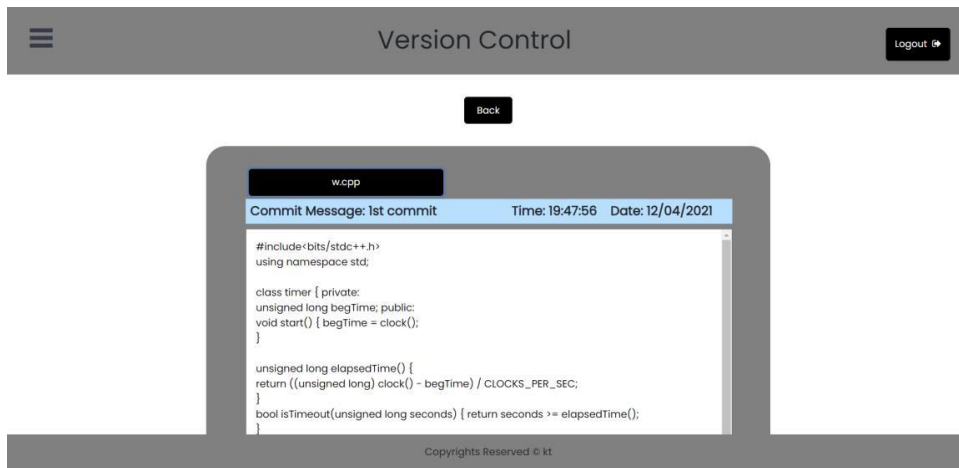 Version Control
Logout
Back
w.cpp
Commit Message: 1st commit Time: 19:47:56 Date: 12/04/2021
#include<bits/stdc++.h>
using namespace std;
class timer { private:
unsigned long begTime; public:
void start() { begTime = clock();
}
unsigned long elapsedTime() {
return ((unsigned long) clock() - begTime) / CLOCKS_PER_SEC;
}
bool isTimeout(unsigned long seconds) { return seconds >= elapsedTime();
}
Copyrights Reserved © kt